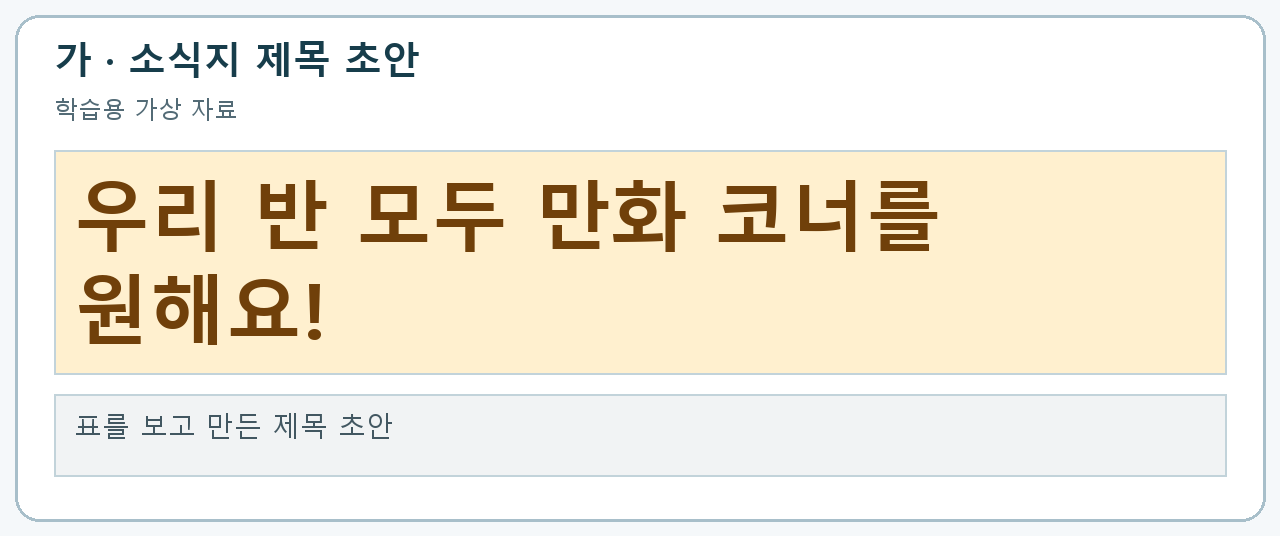 가 · 소식지 제목 초안
학습용 가상 자료
우리 반 모두 만화 코너를
원해요!
표를 보고 만든 제목 초안